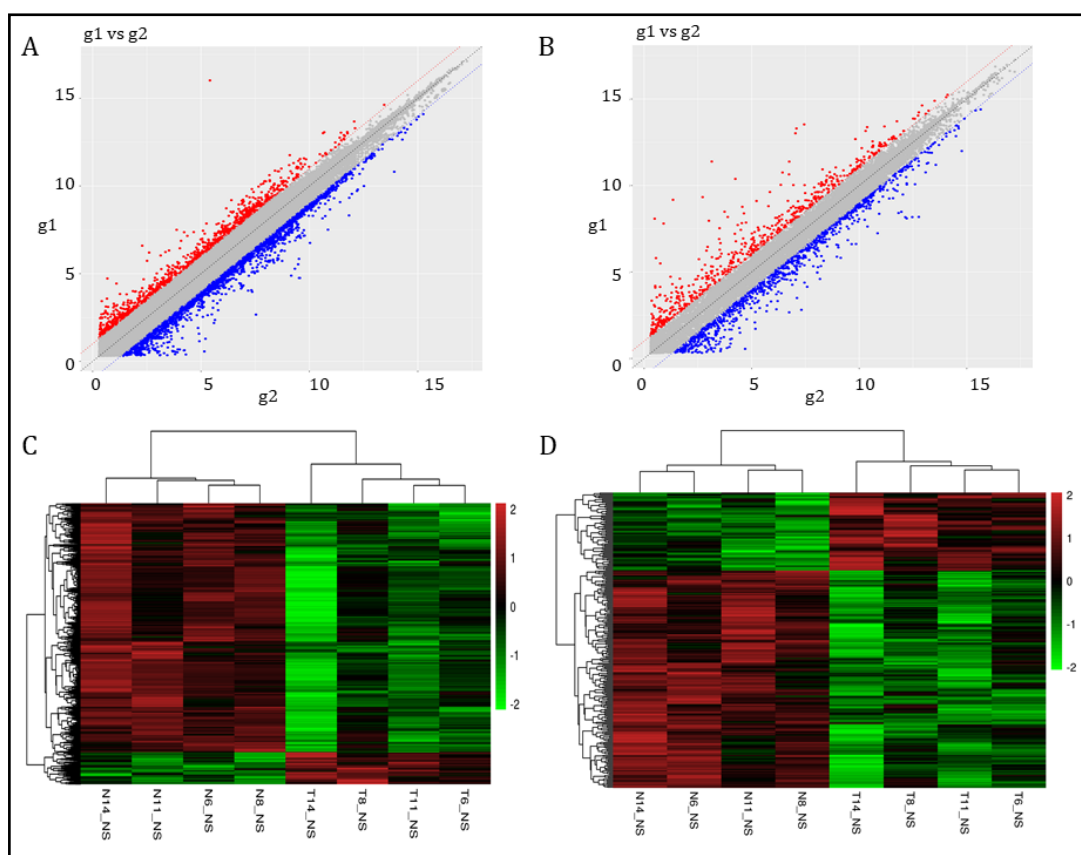 g1 vs g2
A
15
10
g1
5
0
0
5
10
15
g2
g1 vs g2
B
15
10
g1
5
0
0
5
10
15
g2
C
2
1
0
-1
-2
N14_NS
N11_NS
N6_NS
N8_NS
T14_NS
T8_NS
T11_NS
T6_NS
D
2
1
0
-1
-2
N14_NS
N6_NS
N11_NS
N8_NS
T14_NS
T8_NS
T11_NS
T6_NS